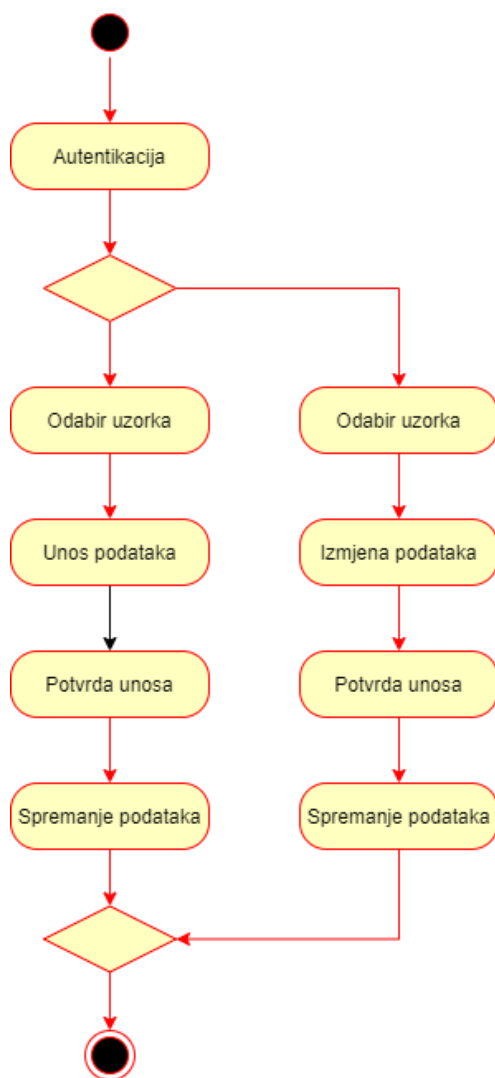 Autentikacija
Odabir uzorka
Odabir uzorka
Unos podataka
Izmjena podataka
Potvrda unosa
Potvrda unosa
Spremanje podataka
Spremanje podataka